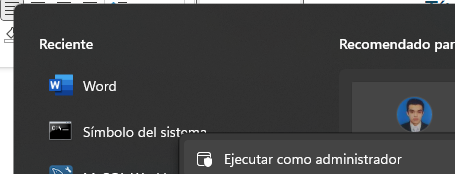 Reciente
Recomendado par
Word
Símbolo del sistema
Ejecutar como administrador